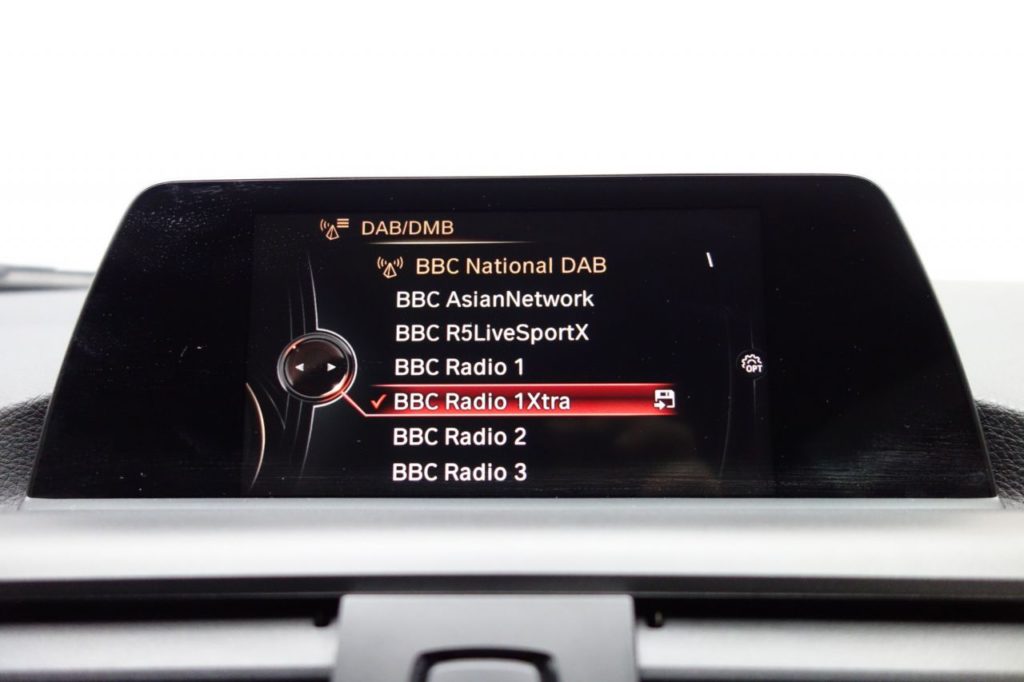 DAB/DMB
BBC National DAB
BBC AsianNetwork
BBC R5LiveSportX
BBC Radio 1
OPT
BBC Radio 1Xtra
BBC Radio 2
BBC Radio 3